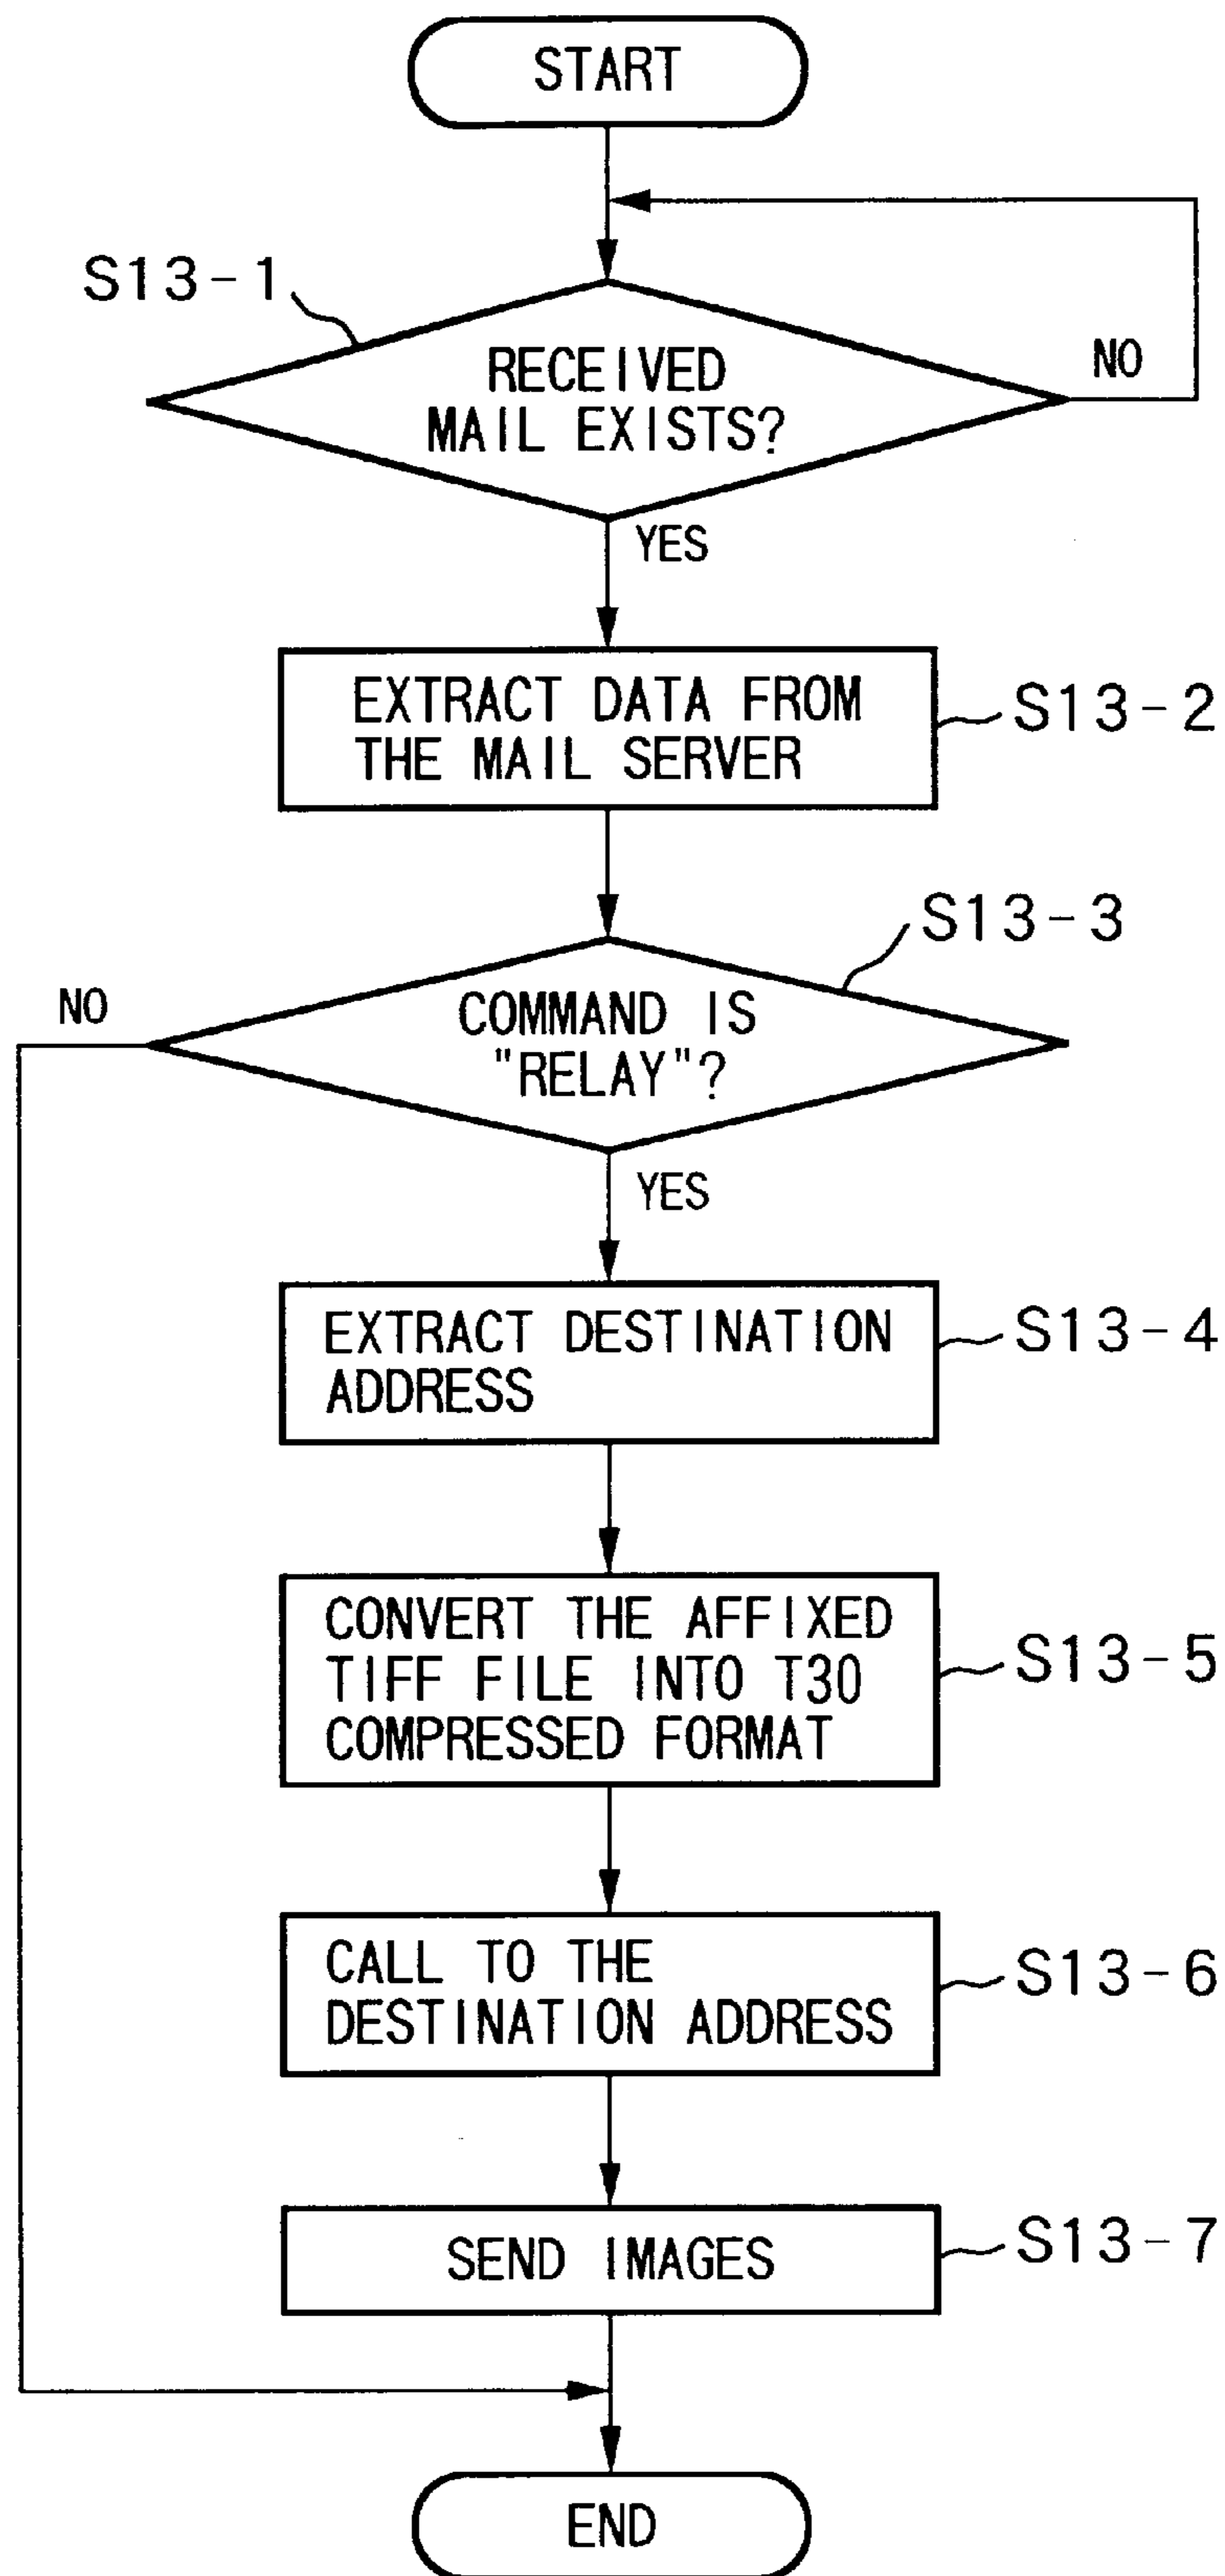 START
S13-1
RECEIVED
MAIL EXISTS?
NO
YES
EXTRACT DATA FROM
THE MAIL SERVER
S13-2
S13-3
COMMAND IS
"RELAY"?
NO
YES
EXTRACT DESTINATION
ADDRESS
S13-4
CONVERT THE AFFIXED
TIFF FILE INTO T30
COMPRESSED FORMAT
S13-5
CALL TO THE
DESTINATION ADDRESS
S13-6
SEND IMAGES
S13-7
END